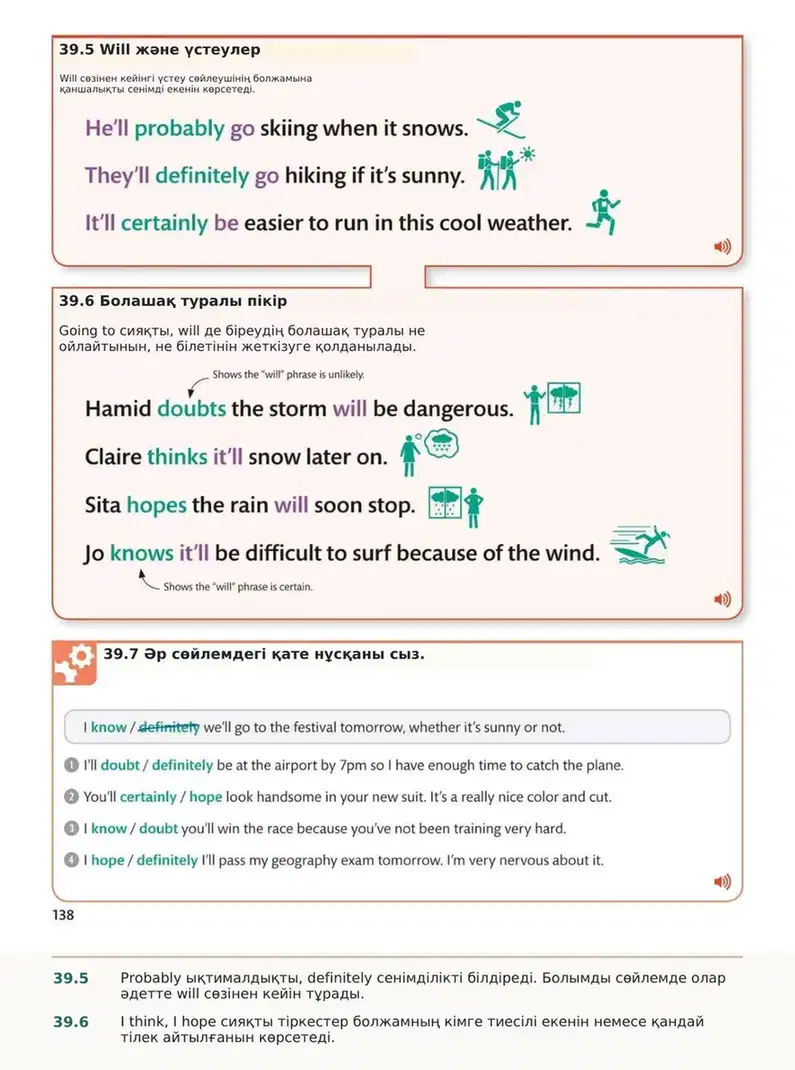 39.5 Will және үстеулер
Will сөзінен кейінгі үстеу сөйлеушінің болжамына
қаншалықты сенімді екенін көрсетеді.
He'll probably go skiing when it snows.
They'll definitely go hiking if it's sunny.
It'll certainly be easier to run in this cool weather.
39.6 Болашақ туралы пікір
Going to сияқты, will де біреудің болашақ туралы не
ойлайтынын, не білетінін жеткізуге қолданылады.
Shows the "will" phrase is unlikely.
Hamid doubts the storm will be dangerous.
Claire thinks it'll snow later on.
Sita hopes the rain will soon stop.
Jo knows it'll be difficult to surf because of the wind.
Shows the "will" phrase is certain.
39.7 Әр сөйлемдегі қате нұсқаны сыз.
I know / definitely we'll go to the festival tomorrow, whether it's sunny or not.
1 I'll doubt / definitely be at the airport by 7pm so I have enough time to catch the plane.
2 You'll certainly / hope look handsome in your new suit. It's a really nice color and cut.
3 I know / doubt you'll win the race because you've not been training very hard.
4 I hope / definitely I'll pass my geography exam tomorrow. I'm very nervous about it.
138
39.5 Probably ықтималдықты, definitely сенімділікті білдіреді. Болымды сөйлемде олар
әдетте will сөзінен кейін тұрады.
39.6 I think, I hope сияқты тіркестер болжамның кімге тиесілі екенін немесе қандай
тілек айтылғанын көрсетеді.